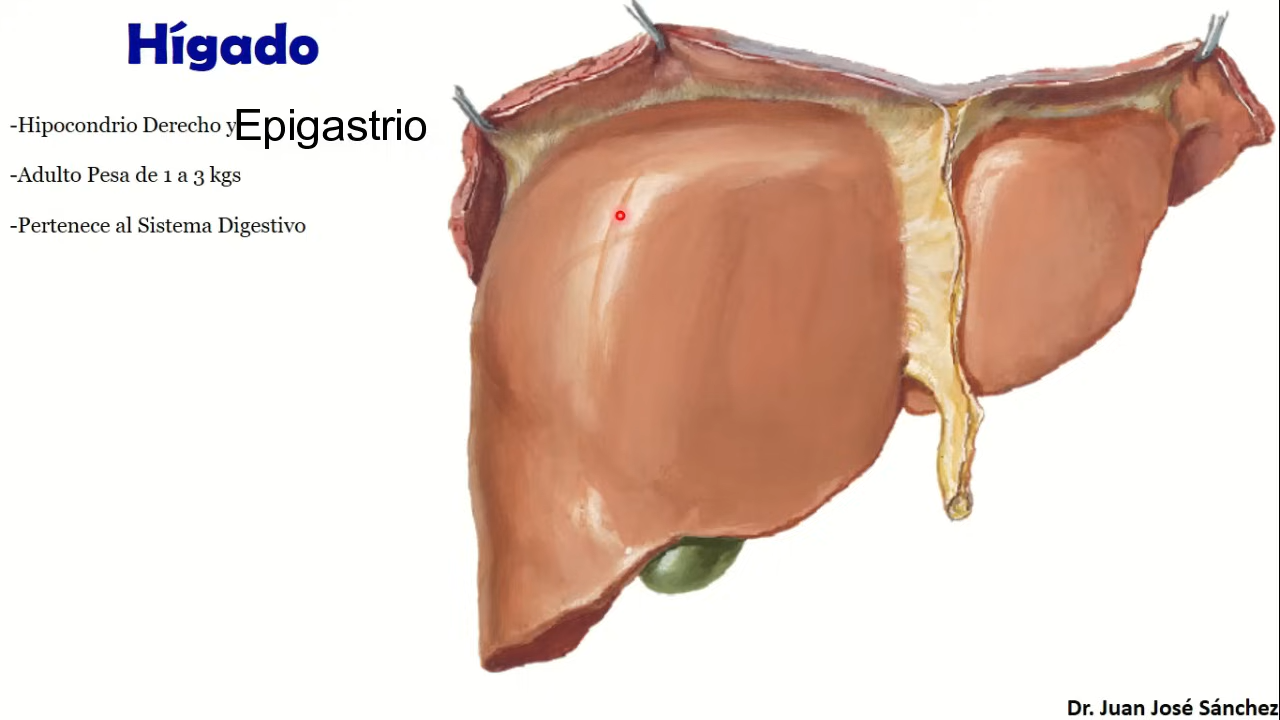 Hígado
-Hipocondrio Derecho y Epigastrio
-Adulto Pesa de 1 a 3 kgs
-Pertenece al Sistema Digestivo
Dr. Juan José Sánchez